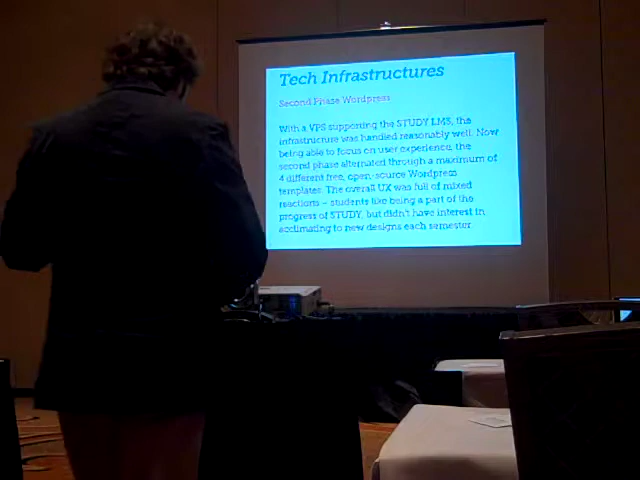 Tech Infrastructures
Second Phase Wordpress
With a VPS supporting the STUDY LMS, the
infrastructure was handled reasonably well. Now
being able to focus on user experience, the
second phase alternated through a maximum of
4 different free, open-source Wordpress
templates. The overall UX was full of mixed
reactions – students like being a part of the
progress of STUDY, but didn't have interest in
acclimating to new designs each semester.